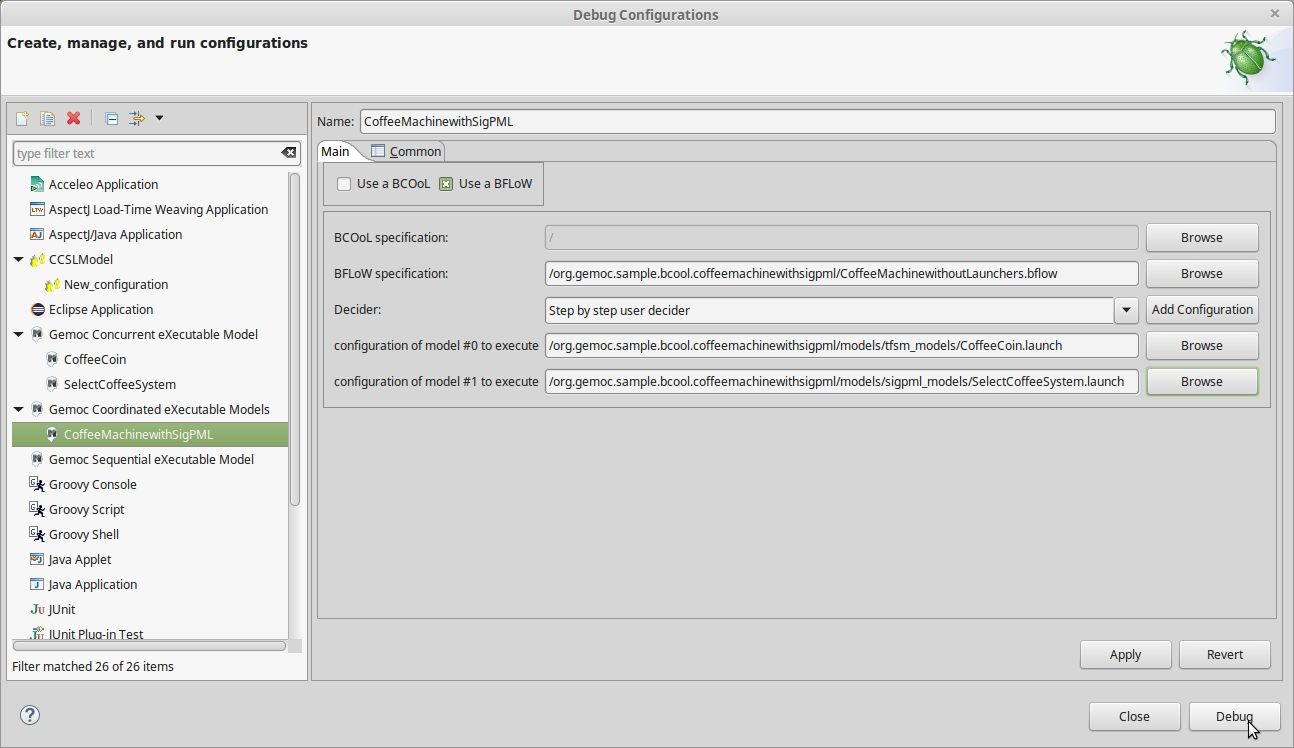 Debug Configurations
Create, manage, and run configurations
type filter text
Acceleo Application
LTW AspectJ Load-Time Weaving Application
AJ AspectJ/Java Application
CCSLModel
New_configuration
Eclipse Application
Gemoc Concurrent eXecutable Model
CoffeeCoin
SelectCoffeeSystem
Gemoc Coordinated eXecutable Models
CoffeeMachinewithSigPML
Gemoc Sequential eXecutable Model
G Groovy Console
G Groovy Script
G Groovy Shell
Java Applet
J Java Application
Ju JUnit
JUnit Plug-in Test
Filter matched 26 of 26 items
Name: CoffeeMachinewithSigPML
Main Common
Use a BCOoL Use a BFLoW
BCOoL specification: / Browse
BFLoW specification: /org.gemoc.sample.bcool.coffeemachinewithsigpml/CoffeeMachinewithoutLaunchers.bflow Browse
Decider: Step by step user decider Add Configuration
configuration of model #0 to execute /org.gemoc.sample.bcool.coffeemachinewithsigpml/models/tfsm_models/CoffeeCoin.launch Browse
configuration of model #1 to execute /org.gemoc.sample.bcool.coffeemachinewithsigpml/models/sigpml_models/SelectCoffeeSystem.launch Browse
Apply Revert
? Close Debug